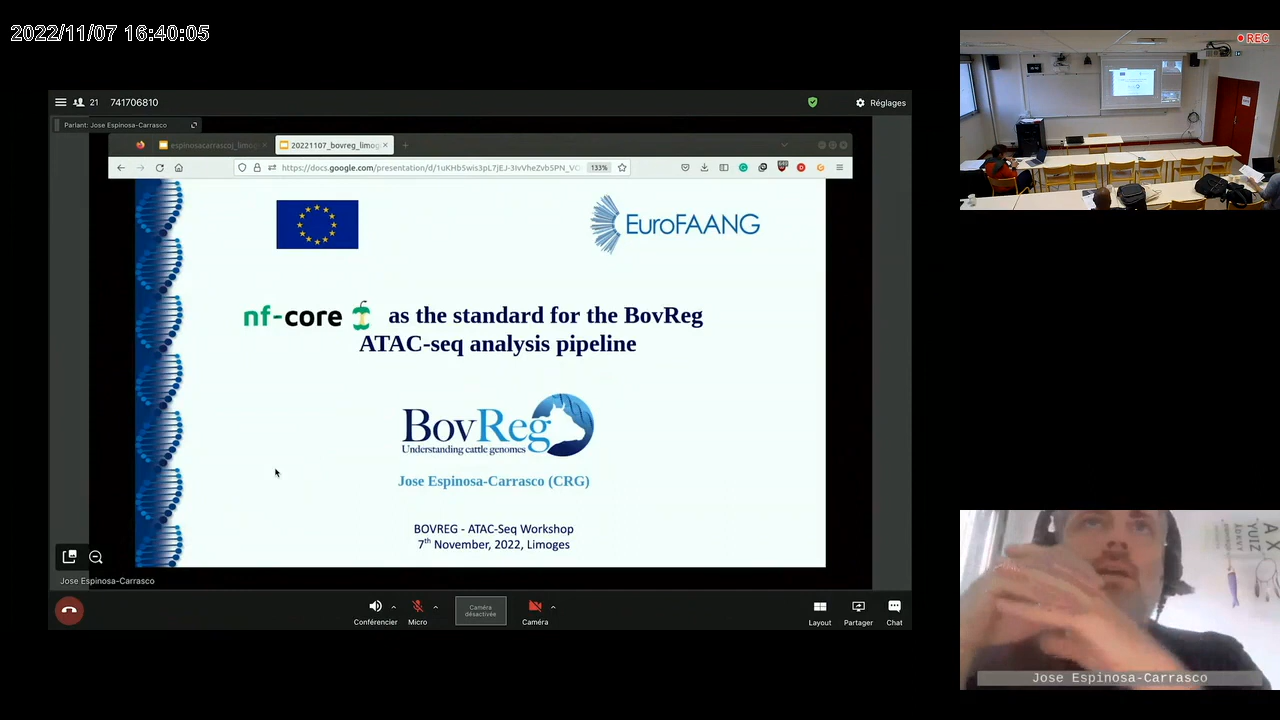 2022/11/07 16:40:05
REC
21 741706810
Réglages
Parlant: Jose Espinosa-Carrasco
espinosacarrascoj_limog
20221107_bovreg_limog
https://docs.google.com/presentation/d/1uKHb5wis3pL7JEJ-3IvVheZvb5PN_VO
133%
EuroFAANG
nf-core as the standard for the BovReg
ATAC-seq analysis pipeline
BovReg
Understanding cattle genomes
Jose Espinosa-Carrasco (CRG)
BOVREG - ATAC-Seq Workshop
7th November, 2022, Limoges
Jose Espinosa-Carrasco
Conférencier
Micro
Caméra
désactivée
Caméra
Layout
Partager
Chat
Jose Espinosa-Carrasco